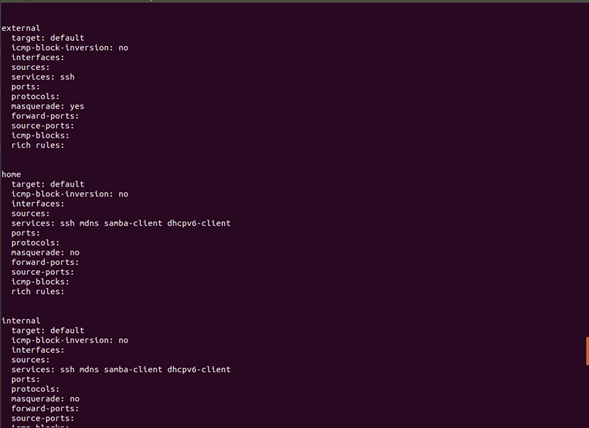 external
  target: default
  icmp-block-inversion: no
  interfaces:
  sources:
  services: ssh
  ports:
  protocols:
  masquerade: yes
  forward-ports:
  source-ports:
  icmp-blocks:
  rich rules:
home
  target: default
  icmp-block-inversion: no
  interfaces:
  sources:
  services: ssh mdns samba-client dhcpv6-client
  ports:
  protocols:
  masquerade: no
  forward-ports:
  source-ports:
  icmp-blocks:
  rich rules:
internal
  target: default
  icmp-block-inversion: no
  interfaces:
  sources:
  services: ssh mdns samba-client dhcpv6-client
  ports:
  protocols:
  masquerade: no
  forward-ports:
  source-ports:
  icmp-blocks: